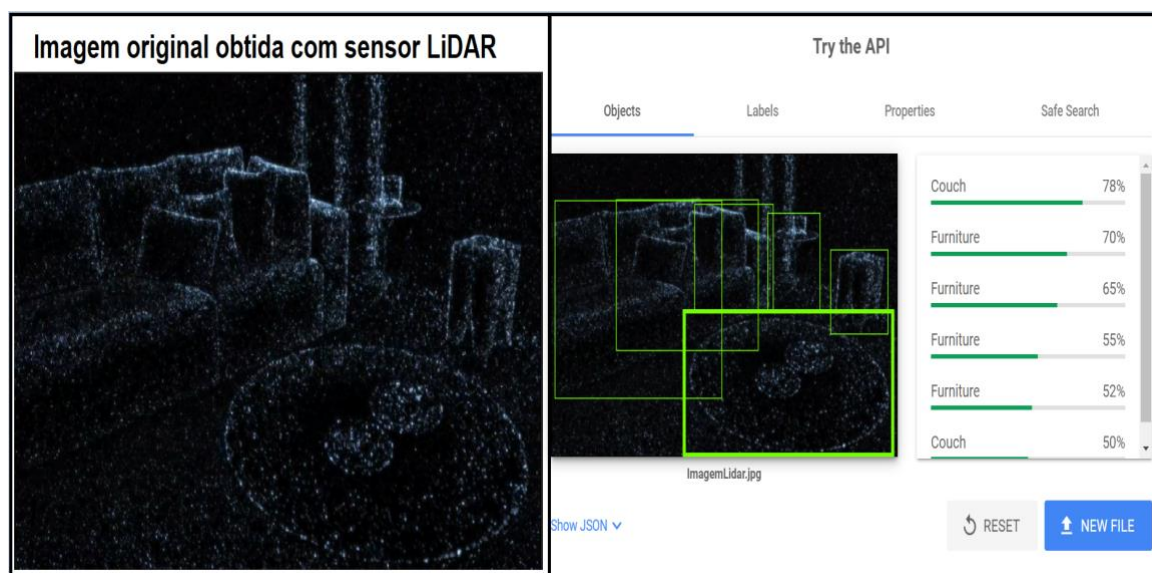 Imagem original obtida com sensor LiDAR
Try the API
Objects Labels Properties Safe Search
Couch 78%
Furniture 70%
Furniture 65%
Furniture 55%
Furniture 52%
Couch 50%
ImagemLidar.jpg
Show JSON
RESET
NEW FILE